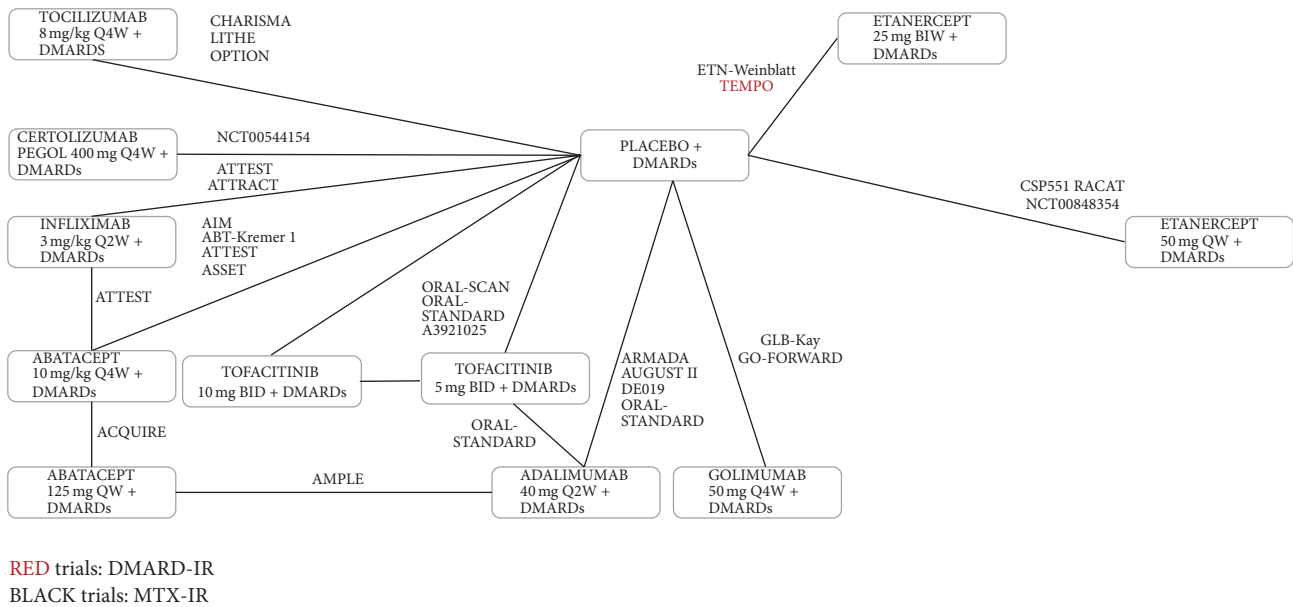 TOCILIZUMAB
8 mg/kg Q4W +
DMARDS
CHARISMA
LITHE
OPTION
ETANERCEPT
25 mg BIW +
DMARDs
ETN-Weinblatt
TEMPO
CERTOLIZUMAB
PEGOL 400 mg Q4W +
DMARDs
NCT00544154
PLACEBO +
DMARDs
ATTEST
ATTRACT
CSP551 RACAT
NCT00848354
INFLIXIMAB
3 mg/kg Q2W +
DMARDs
AIM
ABT-Kremer 1
ATTEST
ASSET
ETANERCEPT
50 mg QW +
DMARDs
ATTEST
ORAL-SCAN
ORAL-
STANDARD
A3921025
GLB-Kay
GO-FORWARD
ABATACEPT
10 mg/kg Q4W +
DMARDs
TOFACITINIB
10 mg BID + DMARDs
TOFACITINIB
5 mg BID + DMARDs
ARMADA
AUGUST II
DE019
ORAL-
STANDARD
ACQUIRE
ORAL-
STANDARD
ABATACEPT
125 mg QW +
DMARDs
AMPLE
ADALIMUMAB
40 mg Q2W +
DMARDs
GOLIMUMAB
50 mg Q4W +
DMARDs
RED trials: DMARD-IR
BLACK trials: MTX-IR